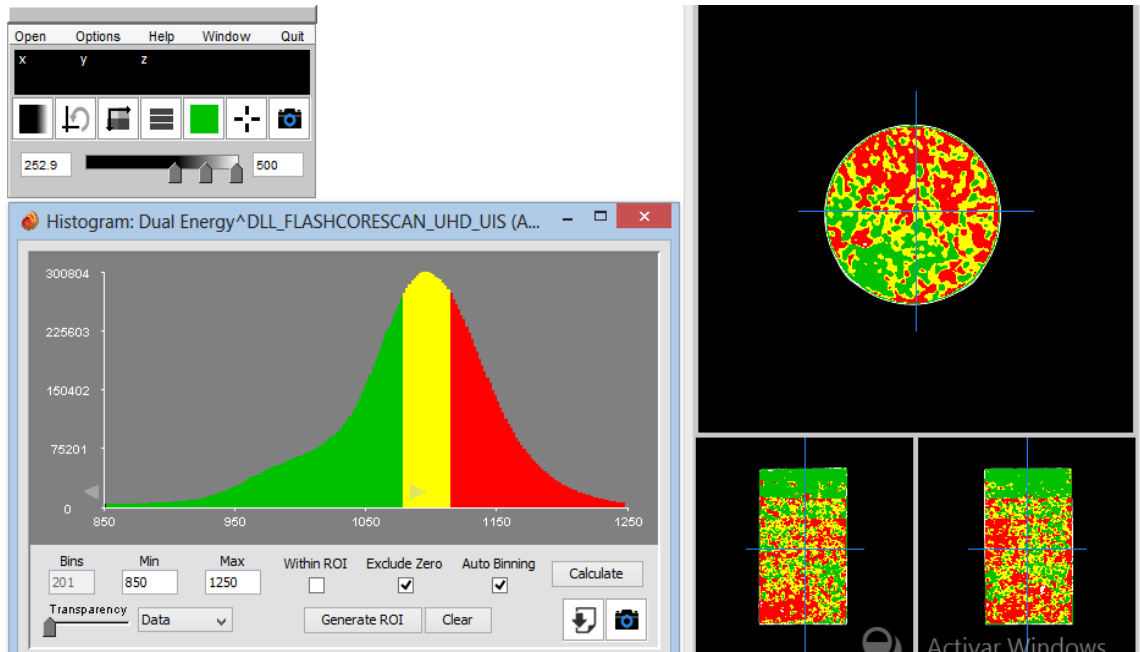 Open Options Help Window Quit
x y z
252.9 500
Histogram: Dual Energy^DLL_FLASHCORESCAN_UHD_UIS (A...
300804
225603
150402
75201
0
850 950 1050 1150 1250
Bins Min Max Within ROI Exclude Zero Auto Binning
201 850 1250 Calculate
Transparency Data Generate ROI Clear
Activar Windows